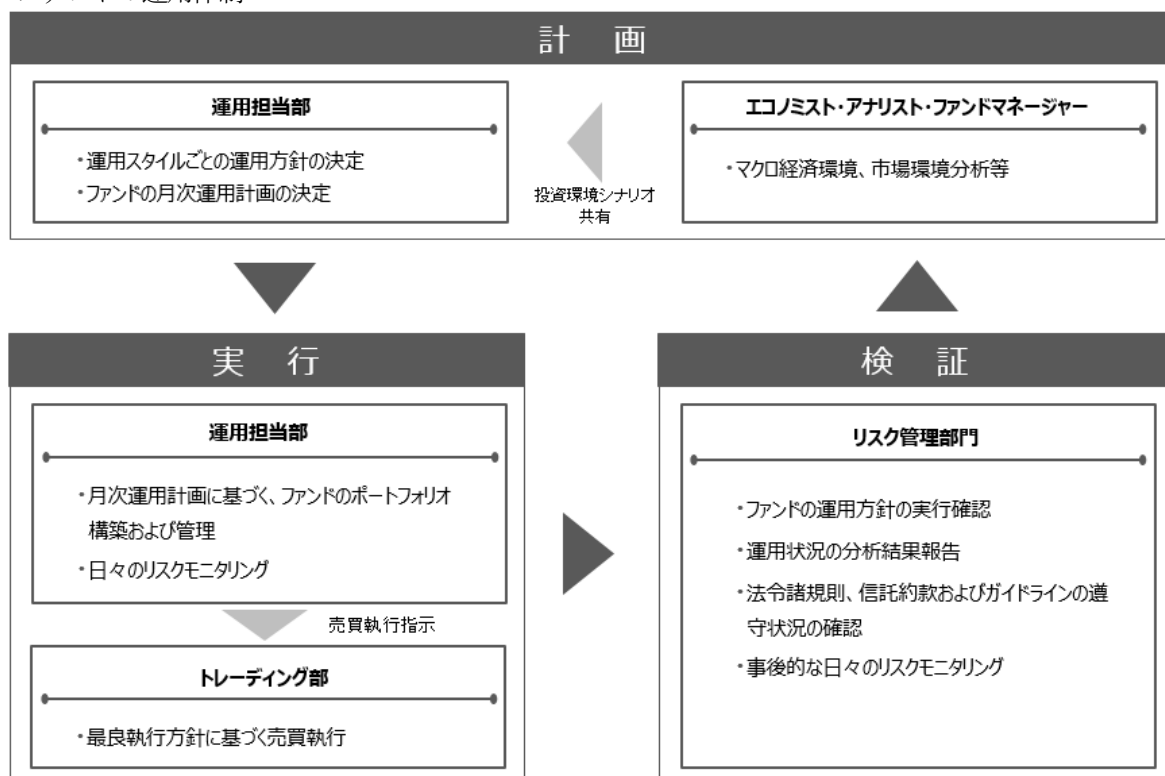 計 画
運用担当部
・運用スタイルごとの運用方針の決定
・ファンドの月次運用計画の決定
投資環境シナリオ
共有
エコノミスト・アナリスト・ファンドマネージャー
・マクロ経済環境、市場環境分析等
実 行
運用担当部
・月次運用計画に基づく、ファンドのポートフォリオ
構築および管理
・日々のリスクモニタリング
売買執行指示
トレーディング部
・最良執行方針に基づく売買執行
検 証
リスク管理部門
・ファンドの運用方針の実行確認
・運用状況の分析結果報告
・法令諸規則、信託約款およびガイドラインの遵
守状況の確認
・事後的な日々のリスクモニタリング